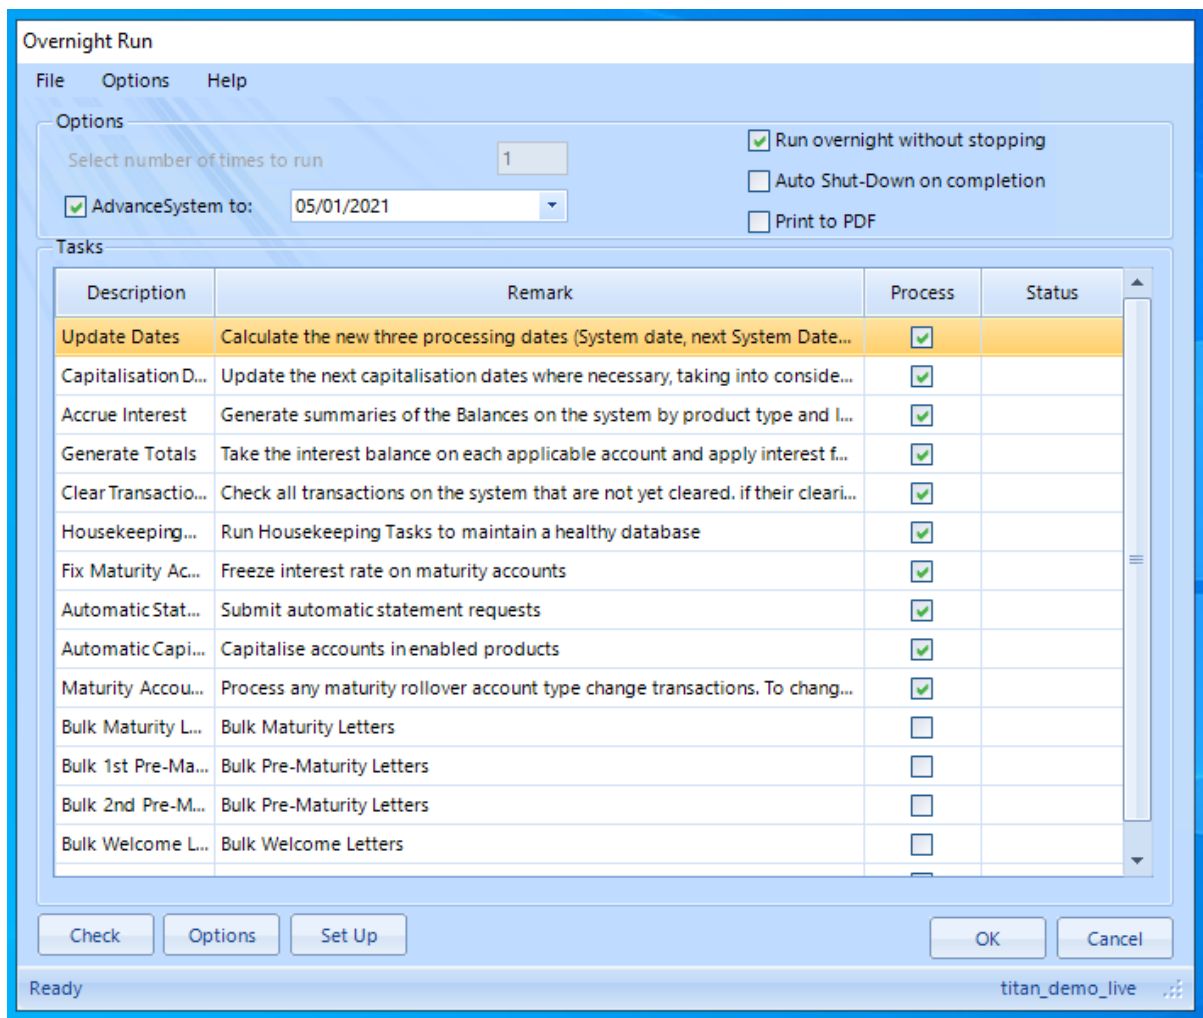 Overnight Run
File Options Help
Options
Select number of times to run 1
Run overnight without stopping
AdvanceSystem to: 05/01/2021
Auto Shut-Down on completion
Print to PDF
Tasks
Description Remark Process Status
Update Dates Calculate the new three processing dates (System date, next System Date...
Capitalisation D... Update the next capitalisation dates where necessary, taking into conside...
Accrue Interest Generate summaries of the Balances on the system by product type and I...
Generate Totals Take the interest balance on each applicable account and apply interest f...
Clear Transactio... Check all transactions on the system that are not yet cleared. if their cleari...
Housekeeping... Run Housekeeping Tasks to maintain a healthy database
Fix Maturity Ac... Freeze interest rate on maturity accounts
Automatic Stat... Submit automatic statement requests
Automatic Capi... Capitalise accounts in enabled products
Maturity Accou... Process any maturity rollover account type change transactions. To chang...
Bulk Maturity L... Bulk Maturity Letters
Bulk 1st Pre-Ma... Bulk Pre-Maturity Letters
Bulk 2nd Pre-M... Bulk Pre-Maturity Letters
Bulk Welcome L... Bulk Welcome Letters
Check Options Set Up OK Cancel
Ready titan_demo_live